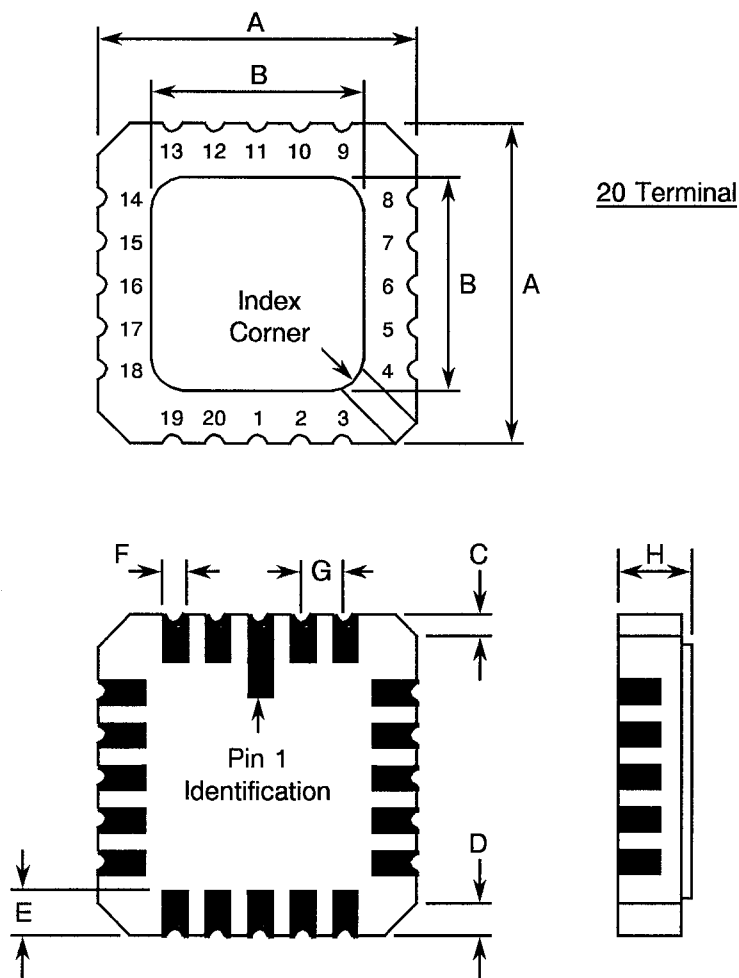 A
B
13 12 11 10 9
20 Terminal
14 8
15 7
16 6
17 5
18 4
B A
Index
Corner
19 20 1 2 3
F G C H
Pin 1
Identification
D
E